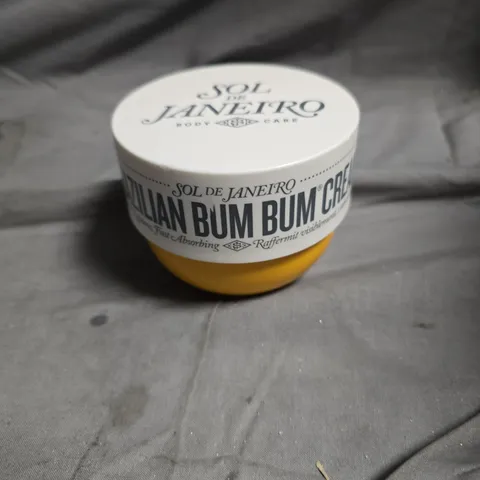 SOL
DE
JANEIRO
BODY CARE
SOL DE JANEIRO
ZILIAN BUM BUM® CRE
Fast Absorbing Raffermit visiblement